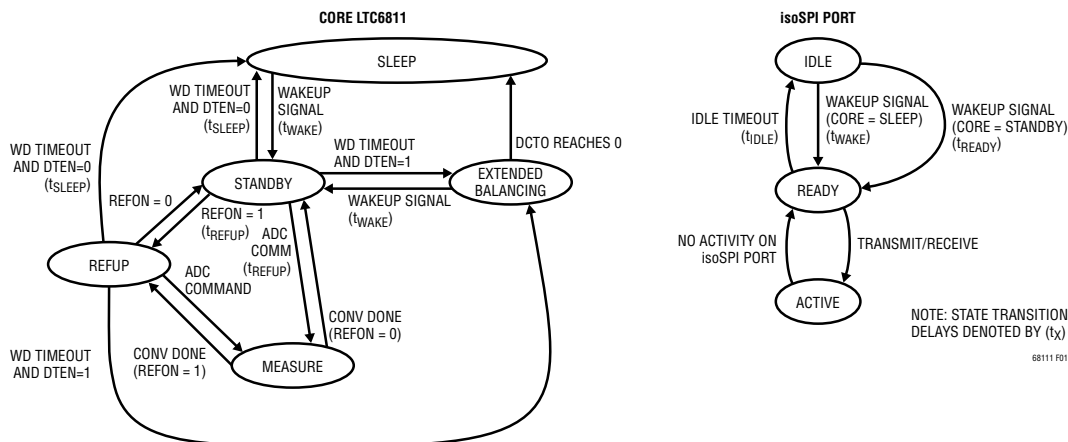 CORE LTC6811
SLEEP
WD TIMEOUT
AND DTEN=0
(tSLEEP)
WAKEUP
SIGNAL
(tWAKE)
WD TIMEOUT
AND DTEN=0
(tSLEEP)
WD TIMEOUT
AND DTEN=1
DCTO REACHES 0
STANDBY
EXTENDED
BALANCING
WAKEUP SIGNAL
(tWAKE)
REFON = 0
REFON = 1
(tREFUP)
ADC
COMM
(tREFUP)
REFUP
ADC
COMMAND
CONV DONE
(REFON = 0)
WD TIMEOUT
AND DTEN=1
CONV DONE
(REFON = 1)
MEASURE
isoSPI PORT
IDLE
IDLE TIMEOUT
(tIDLE)
WAKEUP SIGNAL
(CORE = SLEEP)
(tWAKE)
WAKEUP SIGNAL
(CORE = STANDBY)
(tREADY)
READY
NO ACTIVITY ON
isoSPI PORT
TRANSMIT/RECEIVE
ACTIVE
NOTE: STATE TRANSITION
DELAYS DENOTED BY (tX)
68111 F01